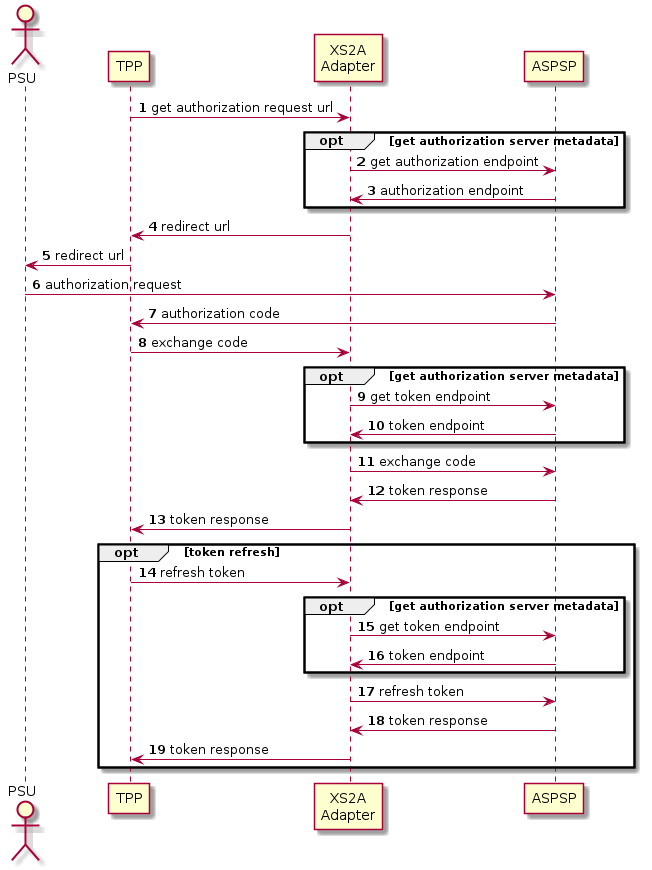 PSU
TPP
XS2A
Adapter
ASPSP
1 get authorization request url
opt [get authorization server metadata]
2 get authorization endpoint
3 authorization endpoint
4 redirect url
5 redirect url
6 authorization request
7 authorization code
8 exchange code
opt [get authorization server metadata]
9 get token endpoint
10 token endpoint
11 exchange code
12 token response
13 token response
opt [token refresh]
14 refresh token
opt [get authorization server metadata]
15 get token endpoint
16 token endpoint
17 refresh token
18 token response
19 token response
PSU
TPP
XS2A
Adapter
ASPSP